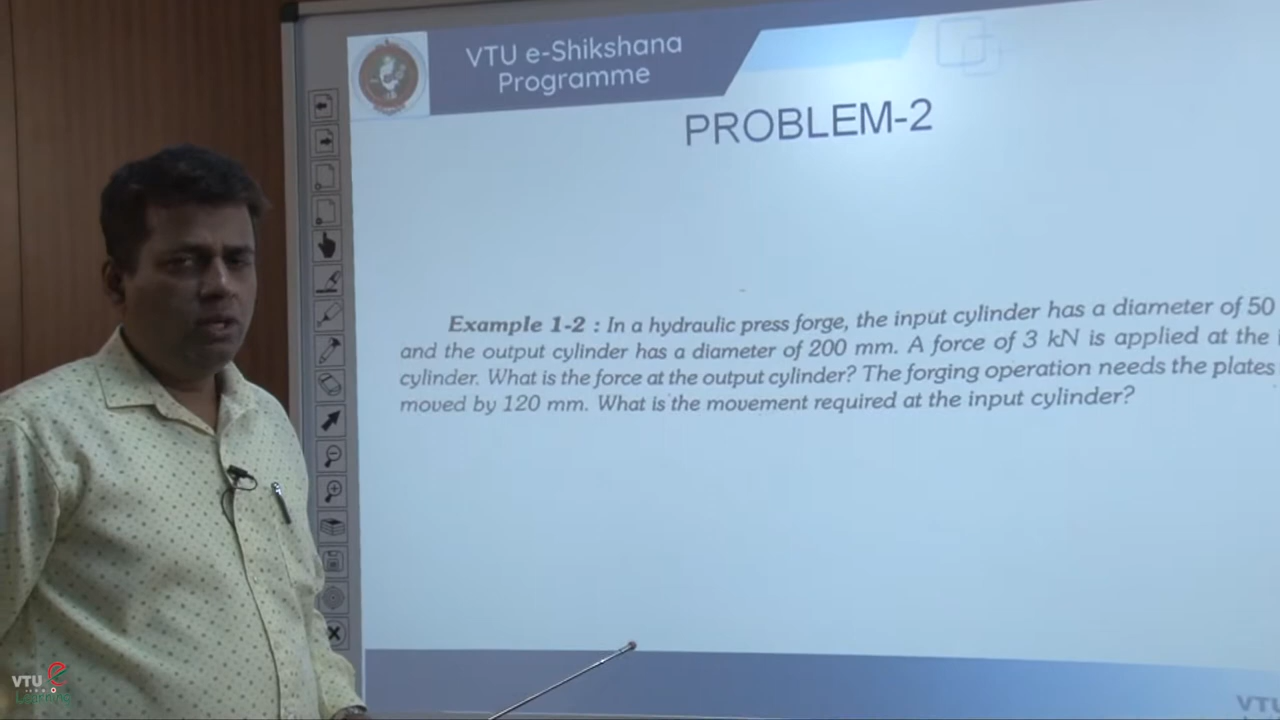 VTU e-Shikshana
Programme
PROBLEM-2
Example 1-2 : In a hydraulic press forge, the input cylinder has a diameter of 50
and the output cylinder has a diameter of 200 mm. A force of 3 kN is applied at the
cylinder. What is the force at the output cylinder? The forging operation needs the plates
moved by 120 mm. What is the movement required at the input cylinder?
VTU e
Learning
VTU